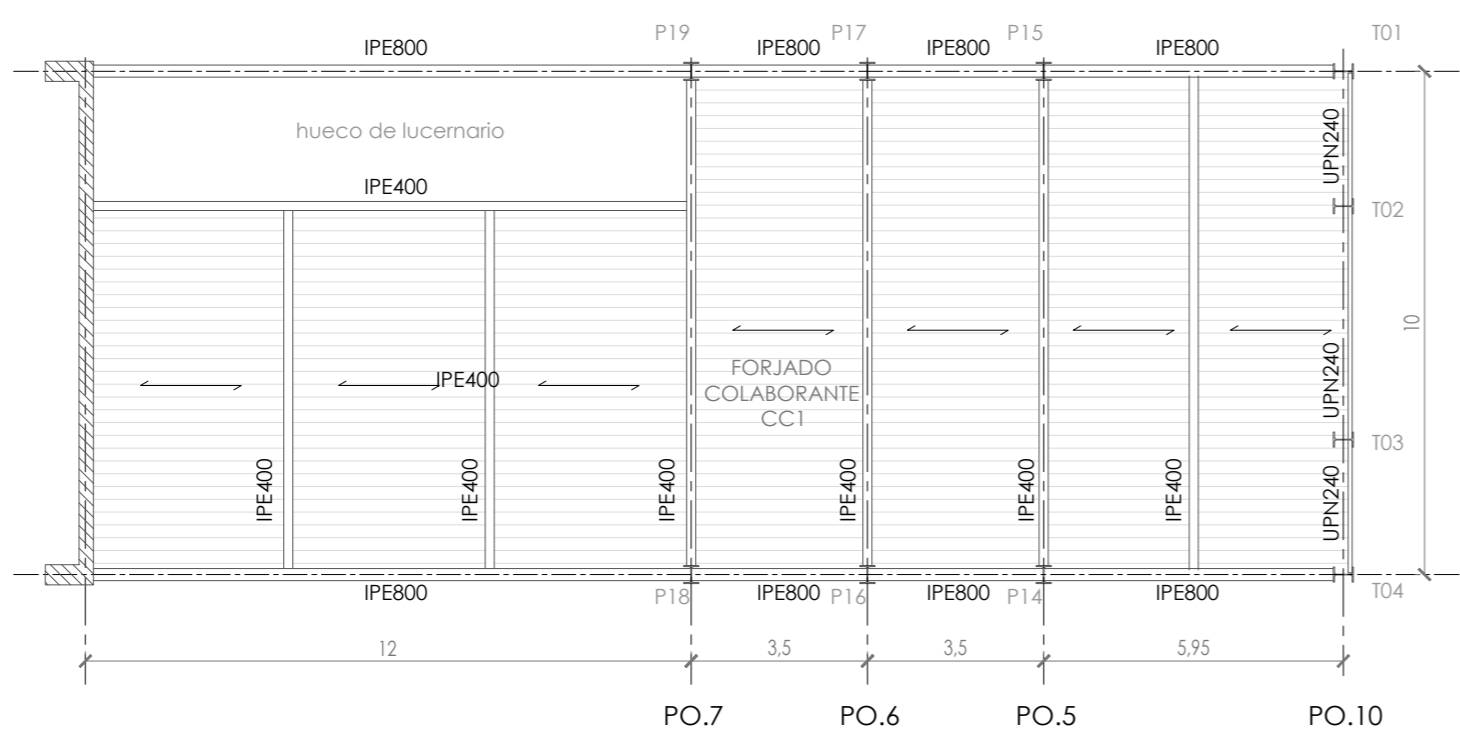 P19
P17
P15
T01
IPE800
IPE800
IPE800
IPE800
hueco de lucernario
UPN240
IPE400
T02
10
FORJADO
COLABORANTE
CC1
IPE400
UPN240
T03
IPE400
IPE400
IPE400
IPE400
IPE400
IPE400
UPN240
IPE800
P18
IPE800
P16
IPE800
P14
IPE800
T04
12
3,5
3,5
5,95
PO.7
PO.6
PO.5
PO.10